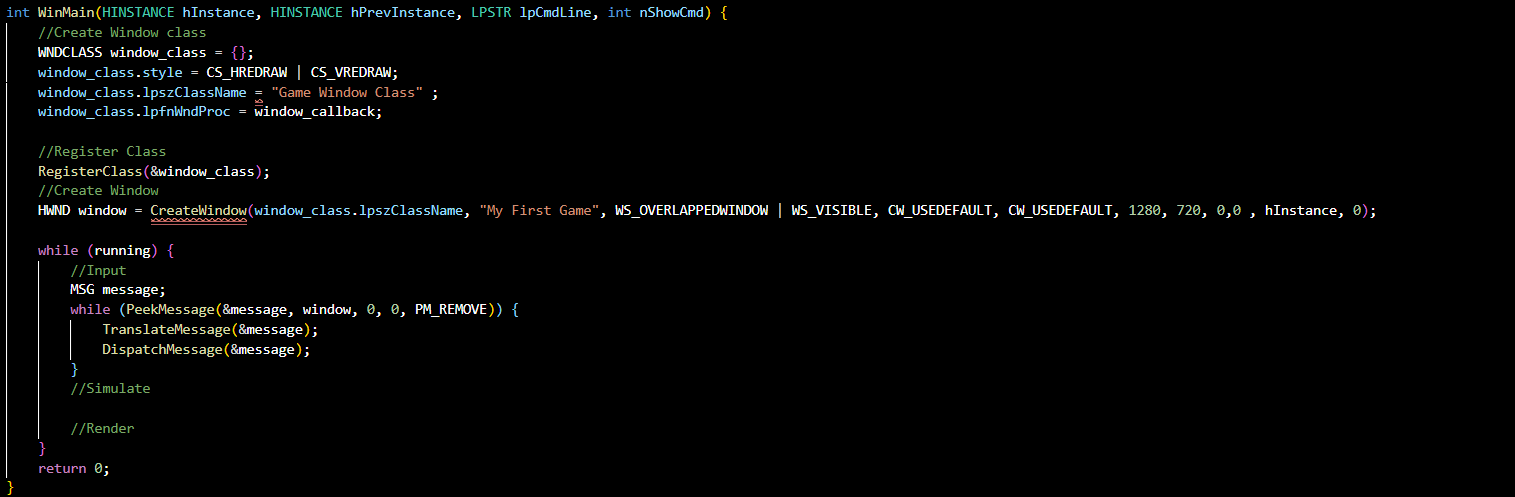 int WinMain(HINSTANCE hInstance, HINSTANCE hPrevInstance, LPSTR lpCmdLine, int nShowCmd) {
    //Create Window class
    WNDCLASS window_class = {};
    window_class.style = CS_HREDRAW | CS_VREDRAW;
    window_class.lpszClassName = "Game Window Class" ;
    window_class.lpfnWndProc = window_callback;

    //Register Class
    RegisterClass(&window_class);
    //Create Window
    HWND window = CreateWindow(window_class.lpszClassName, "My First Game", WS_OVERLAPPEDWINDOW | WS_VISIBLE, CW_USEDEFAULT, CW_USEDEFAULT, 1280, 720, 0,0 , hInstance, 0);

    while (running) {
        //Input
        MSG message;
        while (PeekMessage(&message, window, 0, 0, PM_REMOVE)) {
            TranslateMessage(&message);
            DispatchMessage(&message);
        }
        //Simulate

        //Render
    }
    return 0;
}